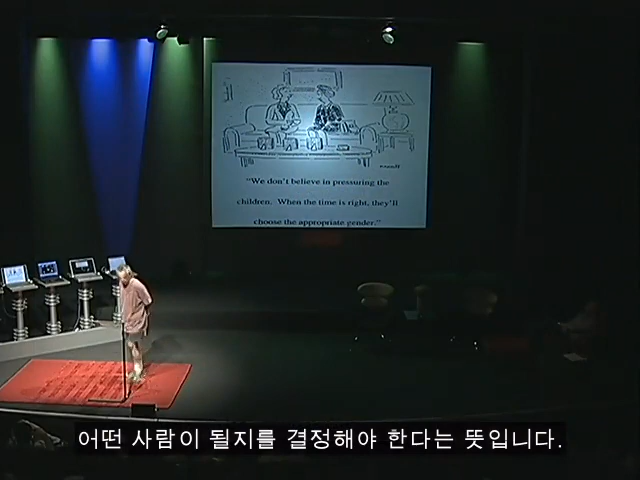 "We don't believe in pressuring the
children. When the time is right, they'll
choose the appropriate gender."
어떤 사람이 될지를 결정해야 한다는 뜻입니다.